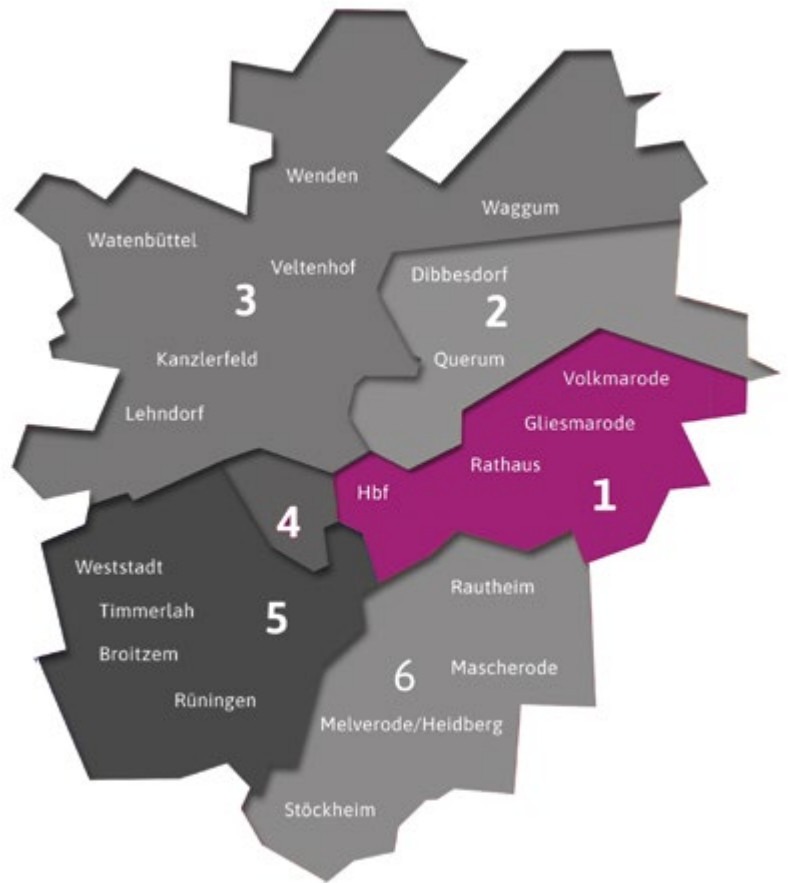 Wenden
Waggum
Watenbüttel
Veltenhof
3
Dibbesdorf
2
Kanzlerfeld
Querum
Lehndorf
Volkmarode
Gliesmarode
Rathaus
Hbf
1
4
Weststadt
Timmerlah
5
Broitzem
Rüningen
Rautheim
6
Mascherode
Melverode/Heidberg
Stöckheim